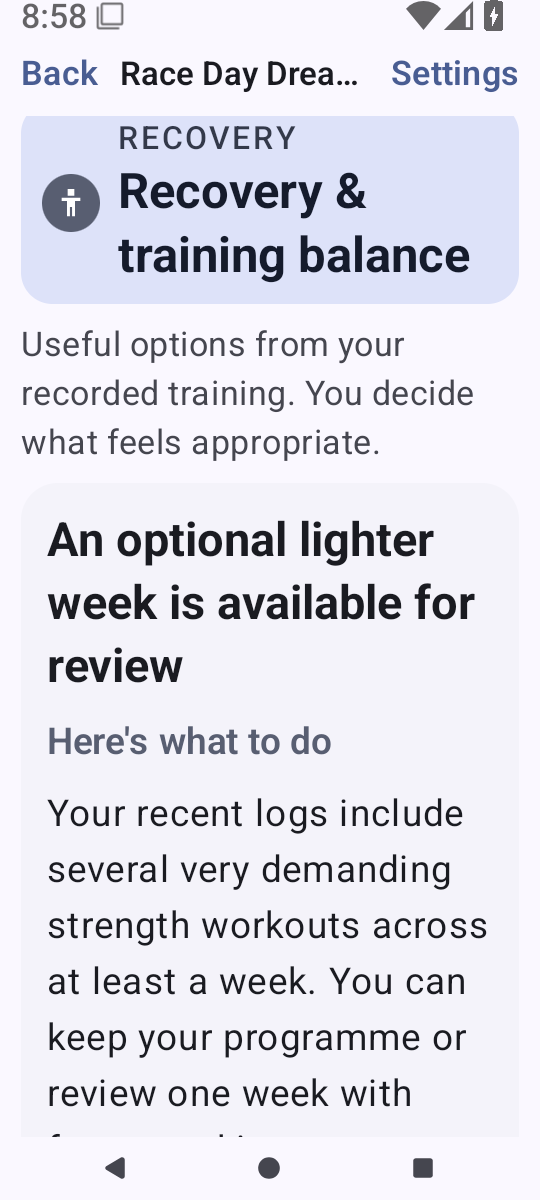 8:58
Back Race Day Drea... Settings
RECOVERY
Recovery &
training balance
Useful options from your
recorded training. You decide
what feels appropriate.
An optional lighter
week is available for
review
Here's what to do
Your recent logs include
several very demanding
strength workouts across
at least a week. You can
keep your programme or
review one week with